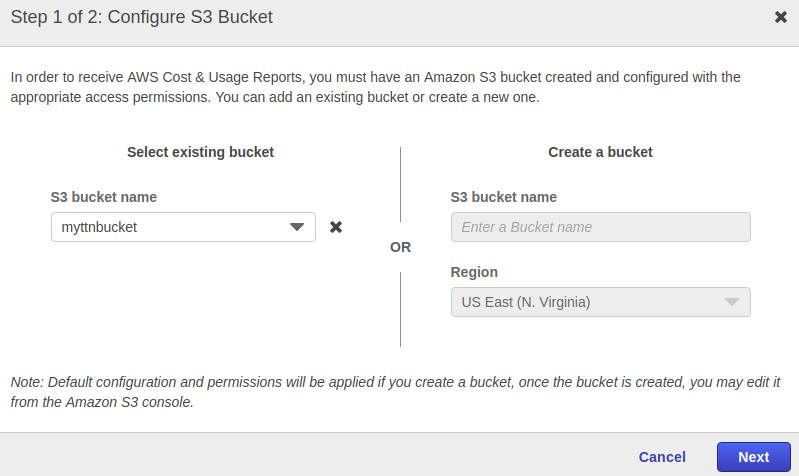 Step 1 of 2: Configure S3 Bucket
In order to receive AWS Cost & Usage Reports, you must have an Amazon S3 bucket created and configured with the
appropriate access permissions. You can add an existing bucket or create a new one.
Select existing bucket
S3 bucket name
myttnbucket
OR
Create a bucket
S3 bucket name
Enter a Bucket name
Region
US East (N. Virginia)
Note: Default configuration and permissions will be applied if you create a bucket, once the bucket is created, you may edit it
from the Amazon S3 console.
Cancel
Next